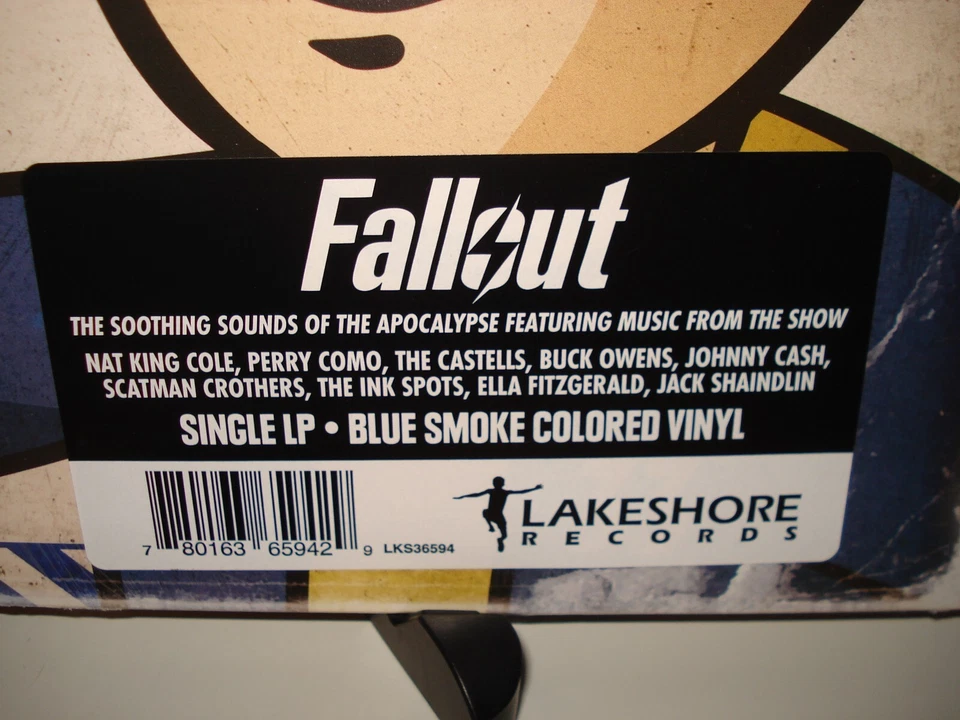 Fallout
THE SOOTHING SOUNDS OF THE APOCALYPSE FEATURING MUSIC FROM THE SHOW
NAT KING COLE, PERRY COMO, THE CASTELLS, BUCK OWENS, JOHNNY CASH,
SCATMAN CROTHERS, THE INK SPOTS, ELLA FITZGERALD, JACK SHAINDLIN
SINGLE LP • BLUE SMOKE COLORED VINYL
7 80163 65942 9 LKS36594
LAKESHORE
RECORDS